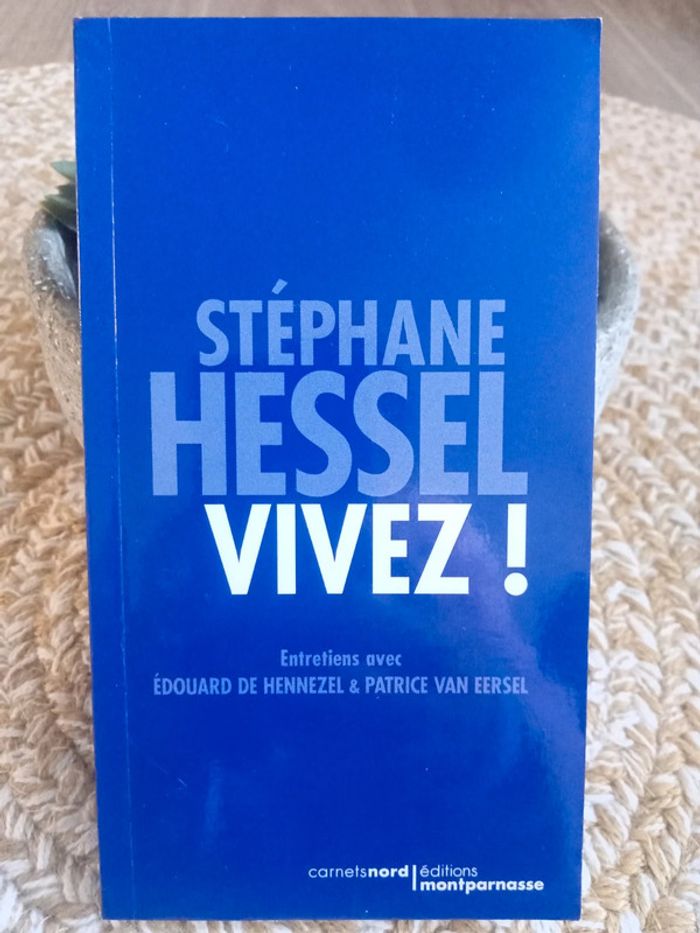 STÉPHANE
HESSEL
VIVEZ !
Entretiens avec
ÉDOUARD DE HENNEZEL & PATRICE VAN EERSEL
carnetsnord | éditions
montparnasse